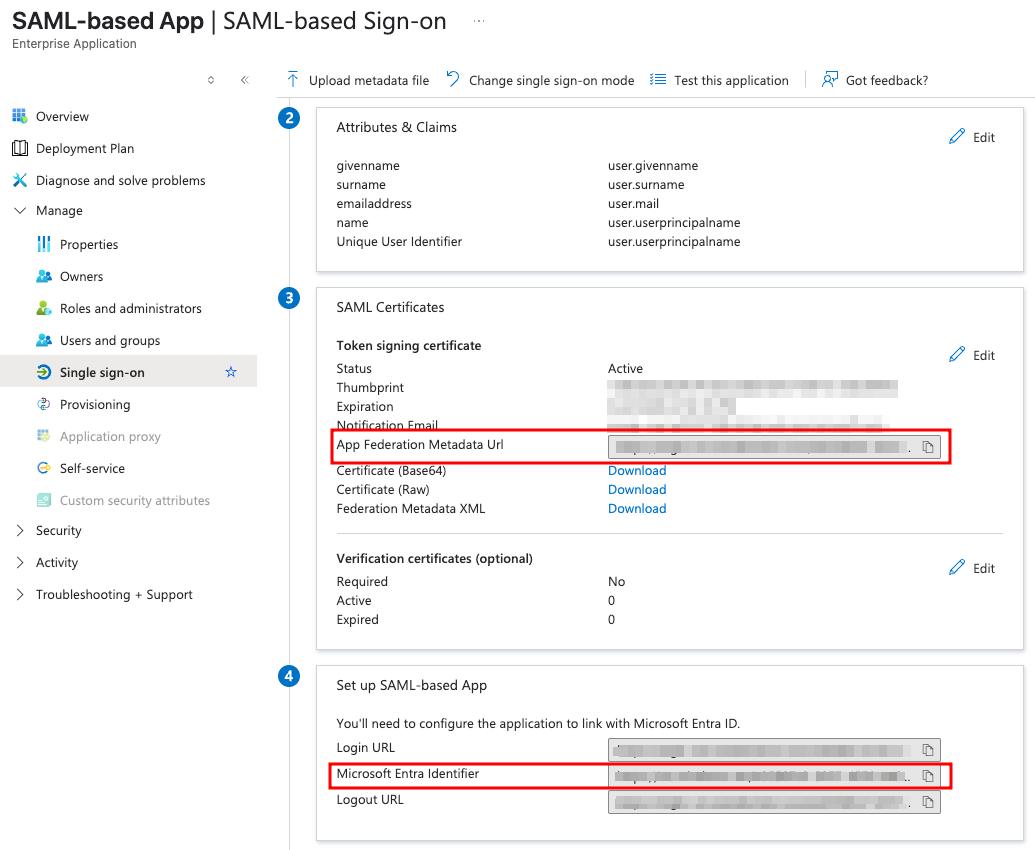 SAML-based App | SAML-based Sign-on ...
Enterprise Application
Upload metadata file Change single sign-on mode Test this application Got feedback?
Overview
Deployment Plan
Diagnose and solve problems
Manage
Properties
Owners
Roles and administrators
Users and groups
Single sign-on
Provisioning
Application proxy
Self-service
Custom security attributes
Security
Activity
Troubleshooting + Support
2
Attributes & Claims
Edit
givenname user.givenname
surname user.surname
emailaddress user.mail
name user.userprincipalname
Unique User Identifier user.userprincipalname
3
SAML Certificates
Token signing certificate
Edit
Status Active
Thumbprint
Expiration
Notification Email
App Federation Metadata Url
Certificate (Base64) Download
Certificate (Raw) Download
Federation Metadata XML Download
Verification certificates (optional)
Edit
Required No
Active 0
Expired 0
4
Set up SAML-based App
You'll need to configure the application to link with Microsoft Entra ID.
Login URL
Microsoft Entra Identifier
Logout URL